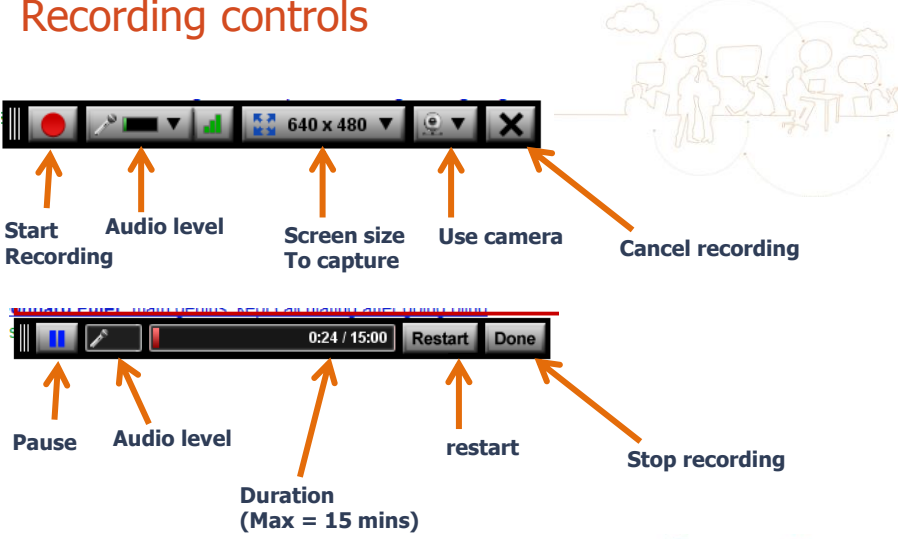 Recording controls
640 x 480
Start
Recording
Audio level
Screen size
To capture
Use camera
Cancel recording
0:24 / 15:00 Restart Done
Pause
Audio level
Duration
(Max = 15 mins)
restart
Stop recording